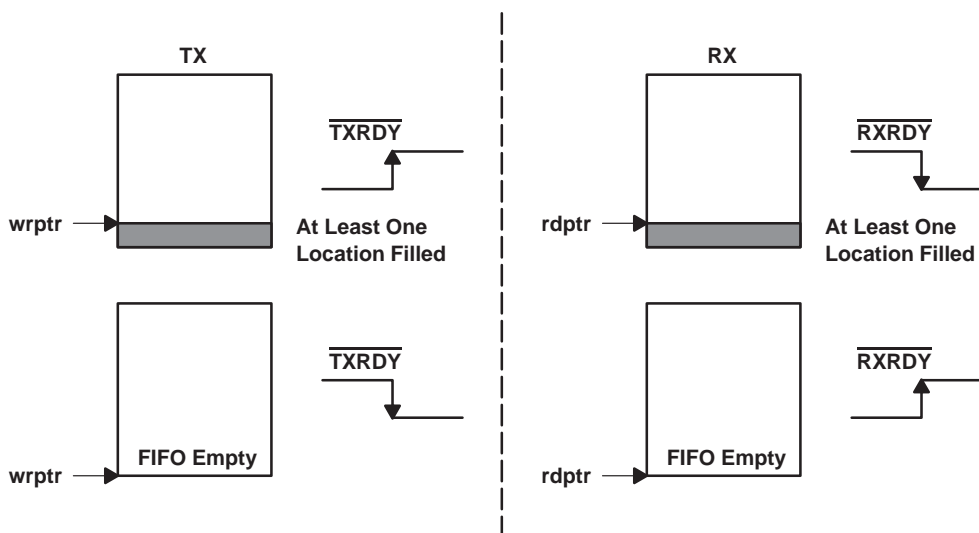 TX
TXRDY
wrptr
At Least One
Location Filled
TXRDY
wrptr
FIFO Empty
RX
RXRDY
rdptr
At Least One
Location Filled
RXRDY
rdptr
FIFO Empty